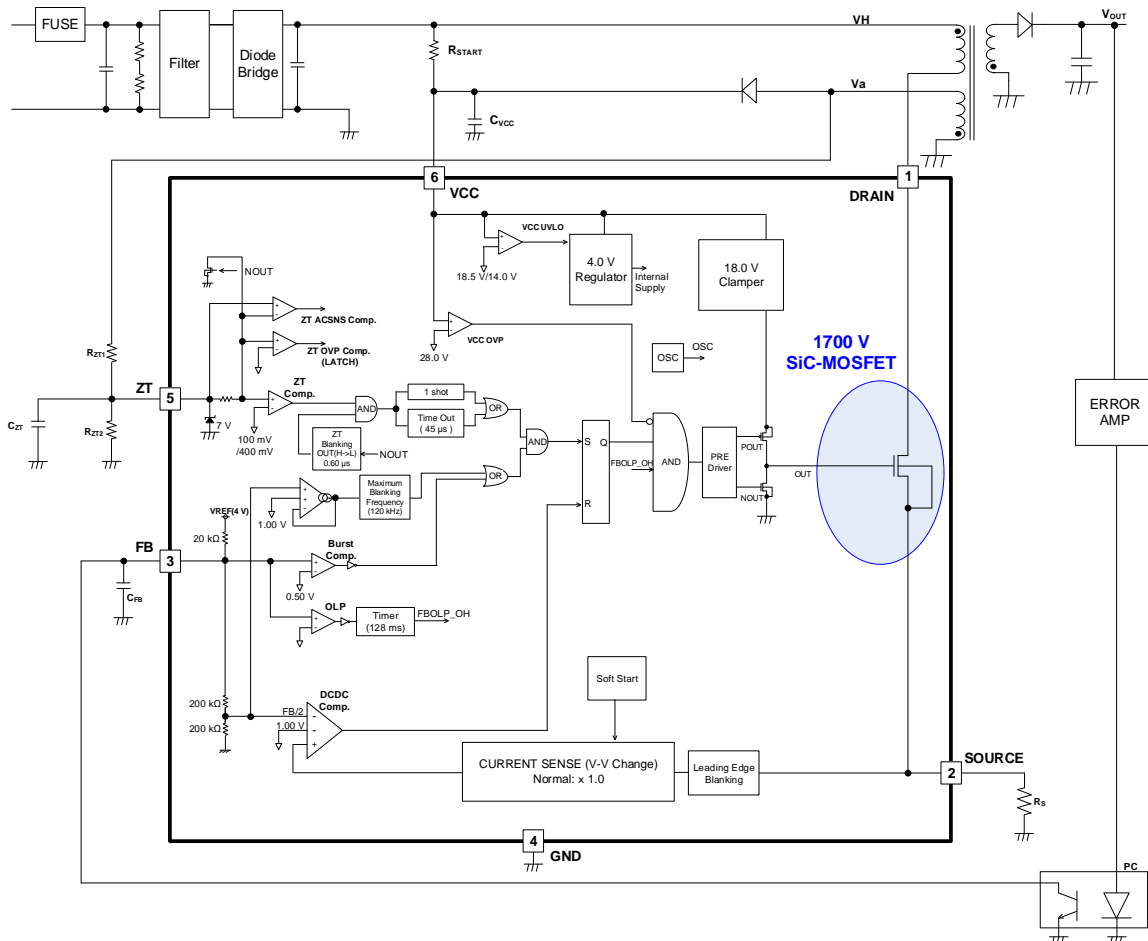 FUSE
Filter
Diode
Bridge
RSTART
VH
VOUT
Va
CVCC
6
VCC
1
DRAIN
VCC UVLO
18.5 V/14.0 V
4.0 V
Regulator
Internal
Supply
18.0 V
Clamper
NOUT
ZT ACSNS Comp.
ZT OVP Comp.
(LATCH)
28.0 V
VCC OVP
OSC
OSC
1700 V
SiC-MOSFET
RZT1
ZT
5
CZT
RZT2
7 V
ZT
Comp.
100 mV
/400 mV
AND
1 shot
Time Out
( 45 µs )
OR
ZT
Blanking
OUT(H->L)
0.60 µs
NOUT
AND
OR
Maximum
Blanking
Frequency
(120 kHz)
1.00 V
S
Q
R
FBOLP_OH
AND
PRE
Driver
POUT
NOUT
OUT
ERROR
AMP
VREF(4 V)
20 kΩ
FB
3
CFB
Burst
Comp.
0.50 V
OLP
Timer
(128 ms)
FBOLP_OH
200 kΩ
200 kΩ
FB/2
1.00 V
DCDC
Comp.
Soft Start
CURRENT SENSE (V-V Change)
Normal: x 1.0
Leading Edge
Blanking
2
SOURCE
RS
4
GND
PC